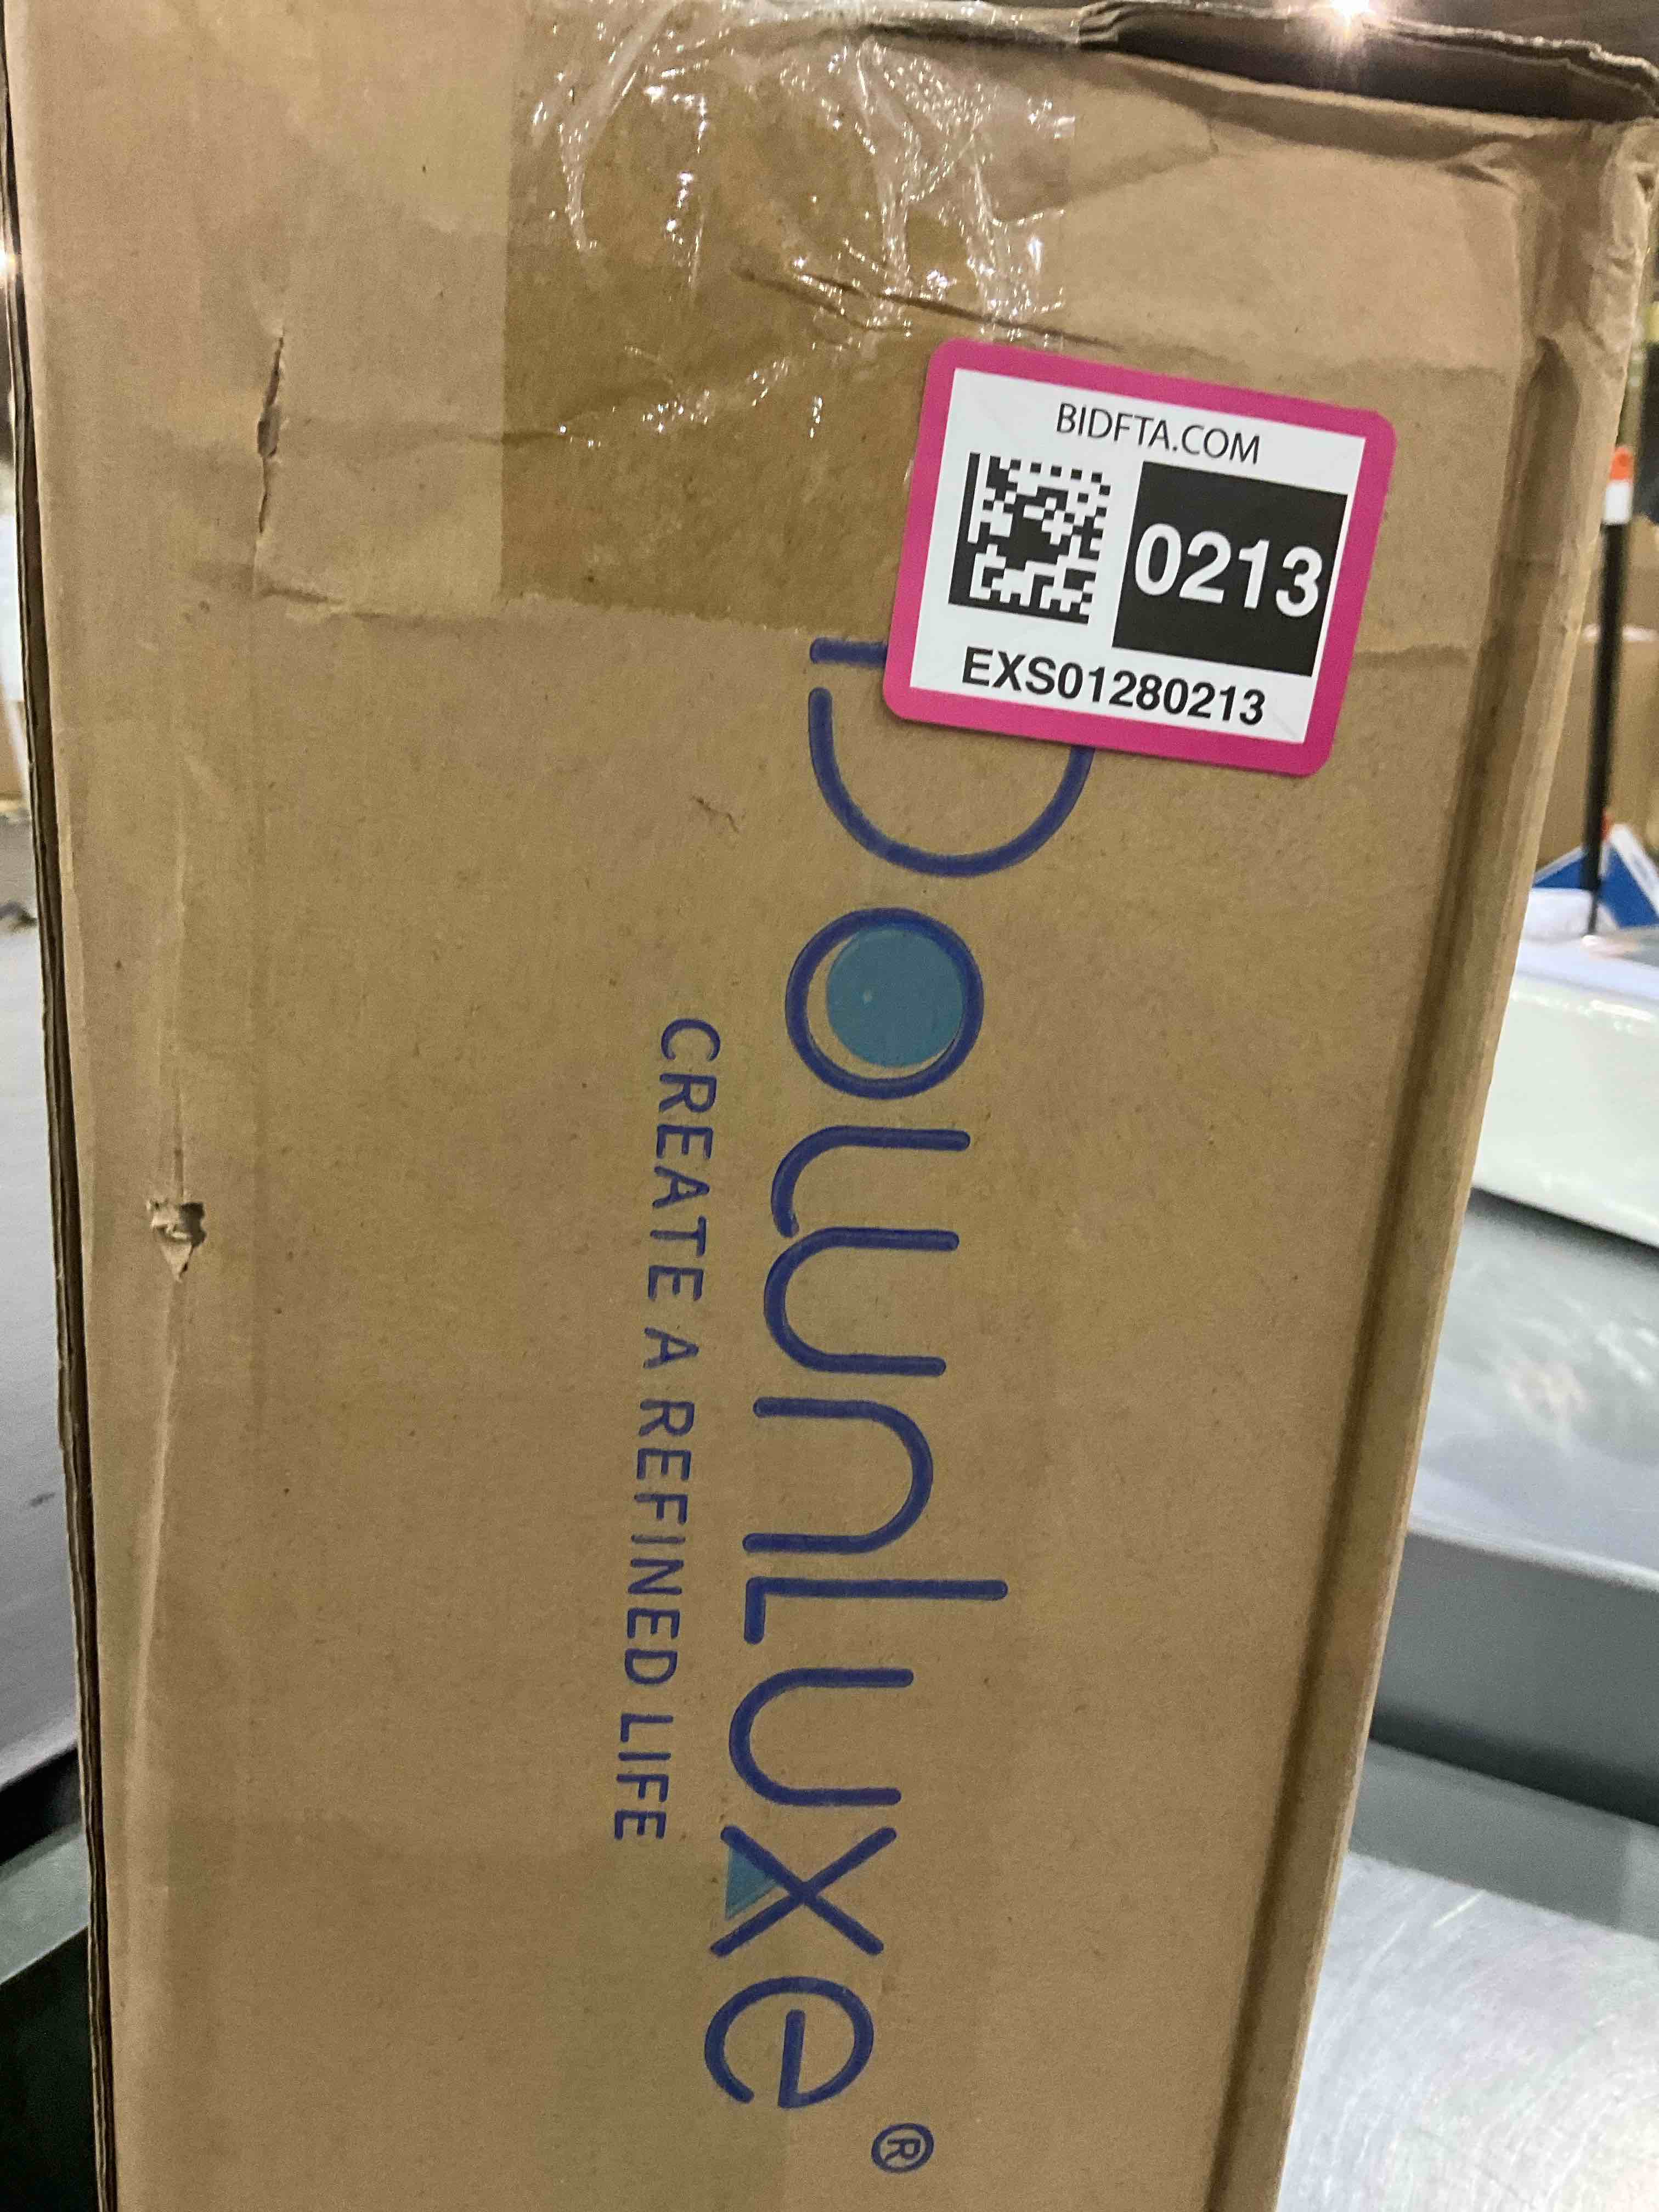 BIDFTA.COM
0213
EXS01280213
Downluxe®
CREATE A REFINED LIFE